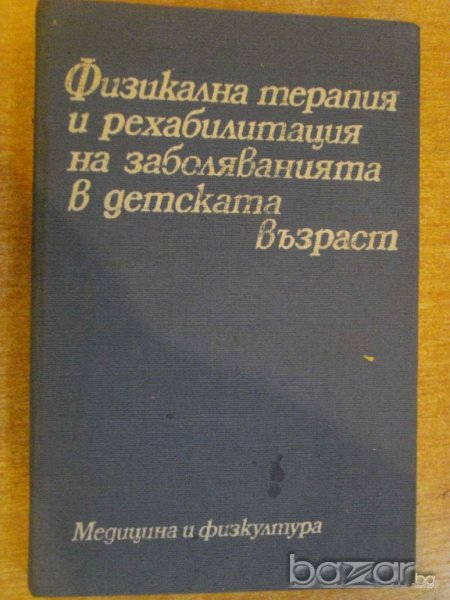 Физикална терапия
и рехабилитация
на заболяванията
в детската
възраст
Медицина и физкултура
bazar.bg